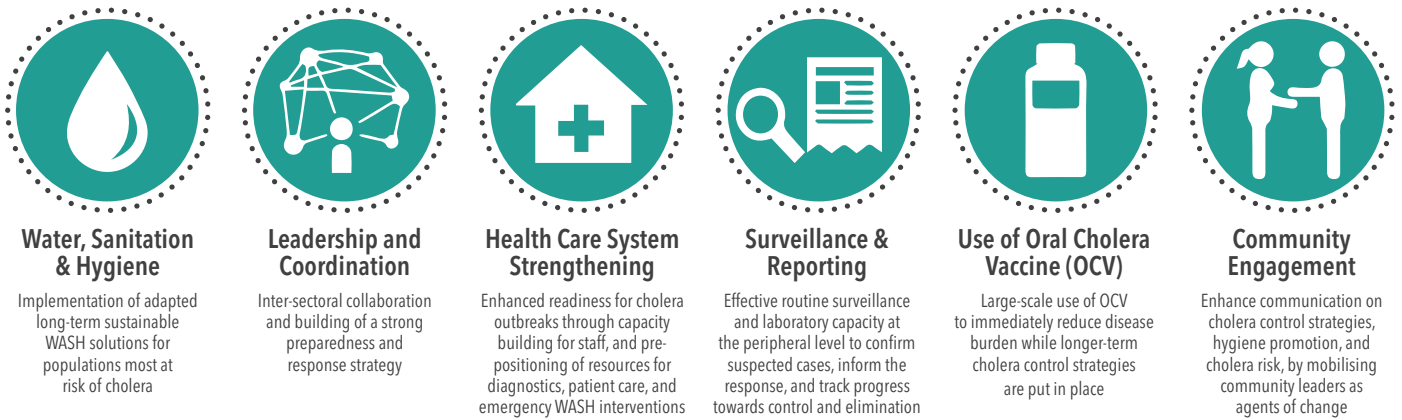 Water, Sanitation
& Hygiene
Implementation of adapted
long-term sustainable
WASH solutions for
populations most at
risk of cholera
Leadership and
Coordination
Inter-sectoral collaboration
and building of a strong
preparedness and
response strategy
Health Care System
Strengthening
Enhanced readiness for cholera
outbreaks through capacity
building for staff, and pre-
positioning of resources for
diagnostics, patient care, and
emergency WASH interventions
Surveillance &
Reporting
Effective routine surveillance
and laboratory capacity at
the peripheral level to confirm
suspected cases, inform the
response, and track progress
towards control and elimination
Use of Oral Cholera
Vaccine (OCV)
Large-scale use of OCV
to immediately reduce disease
burden while longer-term
cholera control strategies
are put in place
Community
Engagement
Enhance communication on
cholera control strategies,
hygiene promotion, and
cholera risk, by mobilising
community leaders as
agents of change